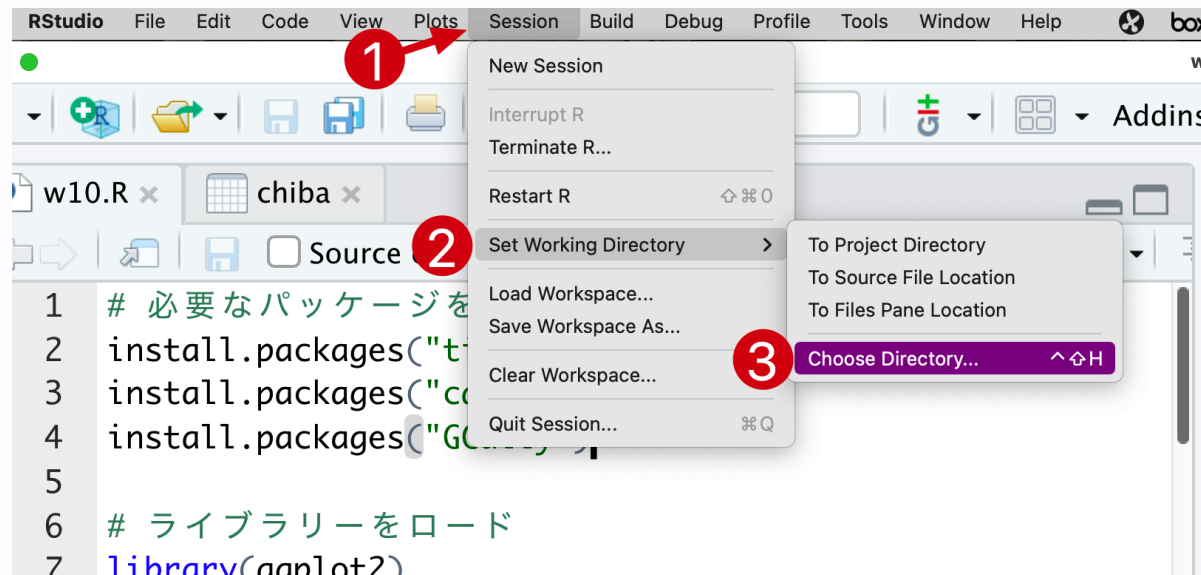 RStudio File Edit Code View Plots Session Build Debug Profile Tools Window Help
1
New Session
Interrupt R
Terminate R...
Git Addins
w10.R chiba
Restart R ⇧⌘0
2
Set Working Directory
Source
To Project Directory
To Source File Location
To Files Pane Location
3
Choose Directory... ^⇧H
Load Workspace...
Save Workspace As...
Clear Workspace...
Quit Session... ⌘Q
1 # 必要なパッケージを
2 install.packages("ti
3 install.packages("
4 install.packages("GGally")
5
6 # ライブラリーをロード
7 library(ggplot2)